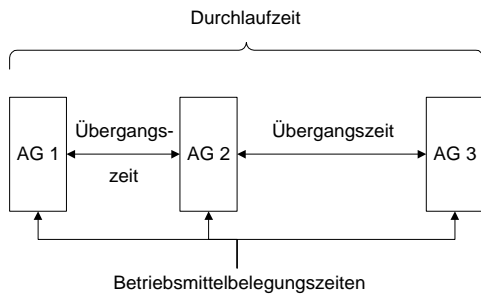 Durchlaufzeit
AG 1
Übergangs-
zeit
AG 2
Übergangszeit
AG 3
Betriebsmittelbelegungszeiten